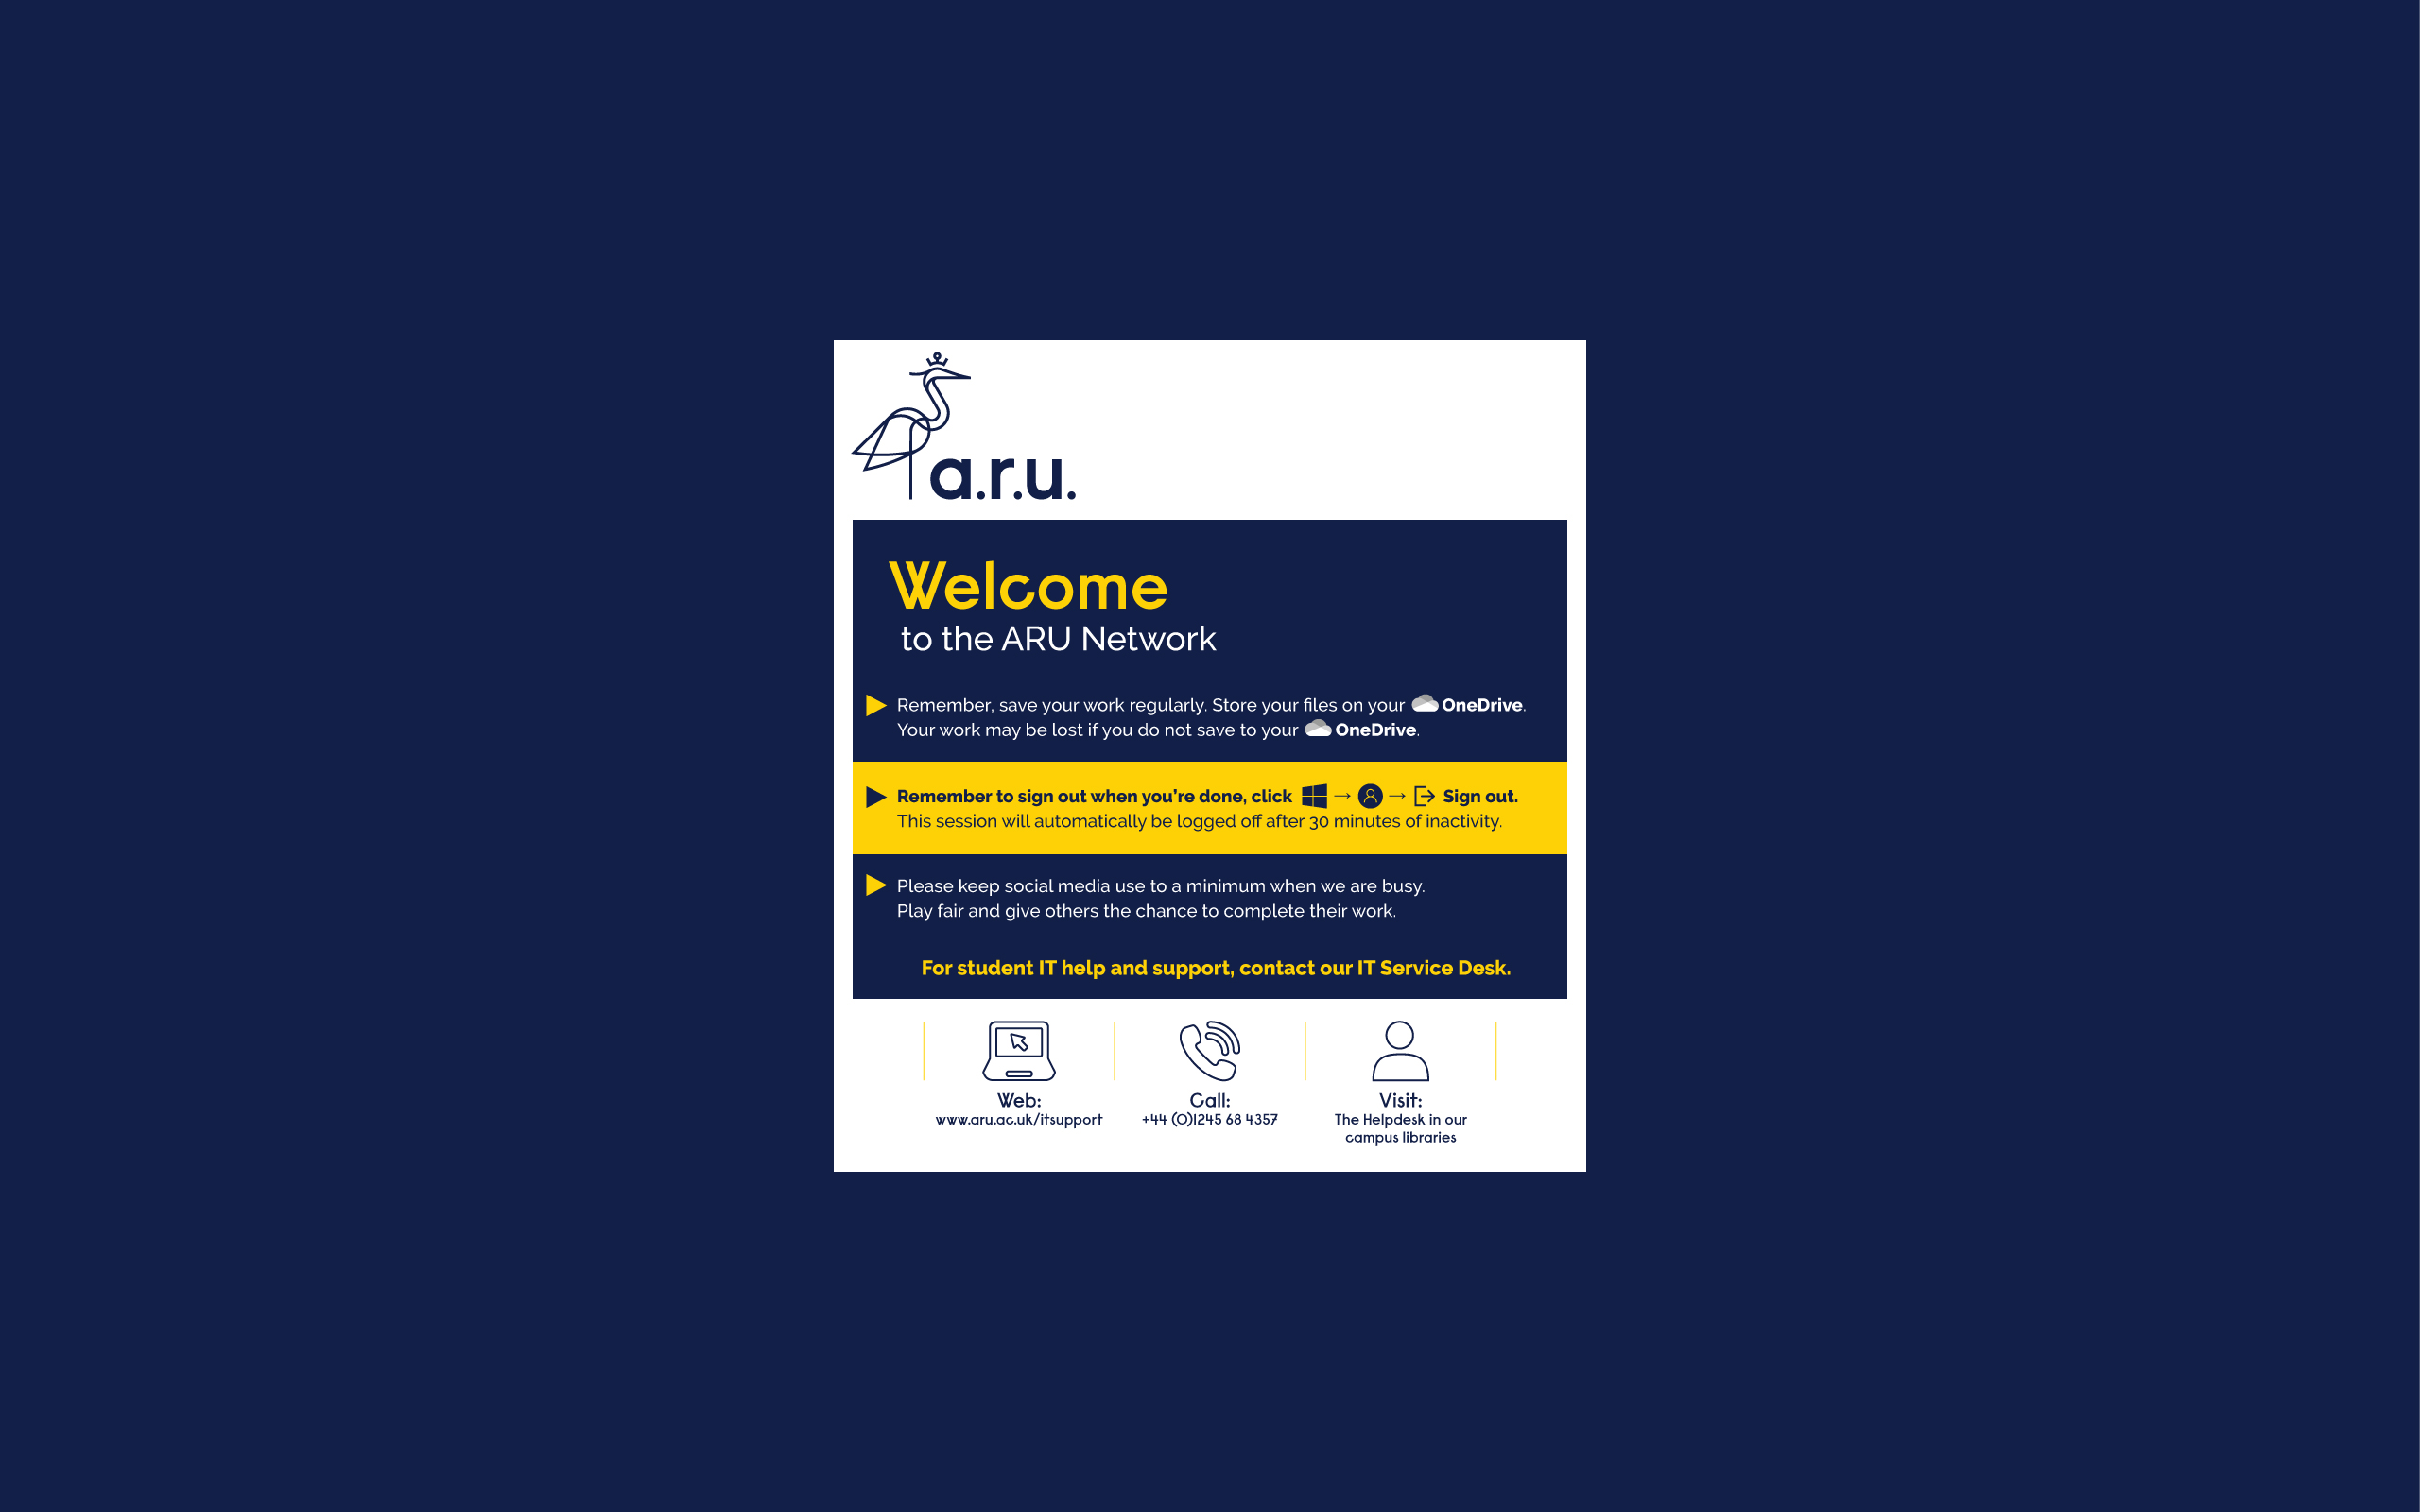 a.r.u.
Welcome
to the ARU Network
Remember, save your work regularly. Store your files on your OneDrive.
Your work may be lost if you do not save to your OneDrive.
Remember to sign out when you're done, click → → Sign out.
This session will automatically be logged off after 30 minutes of inactivity.
Please keep social media use to a minimum when we are busy.
Play fair and give others the chance to complete their work.
For student IT help and support, contact our IT Service Desk.
Web:
www.aru.ac.uk/itsupport
Call:
+44 (0)1245 68 4357
Visit:
The Helpdesk in our
campus libraries